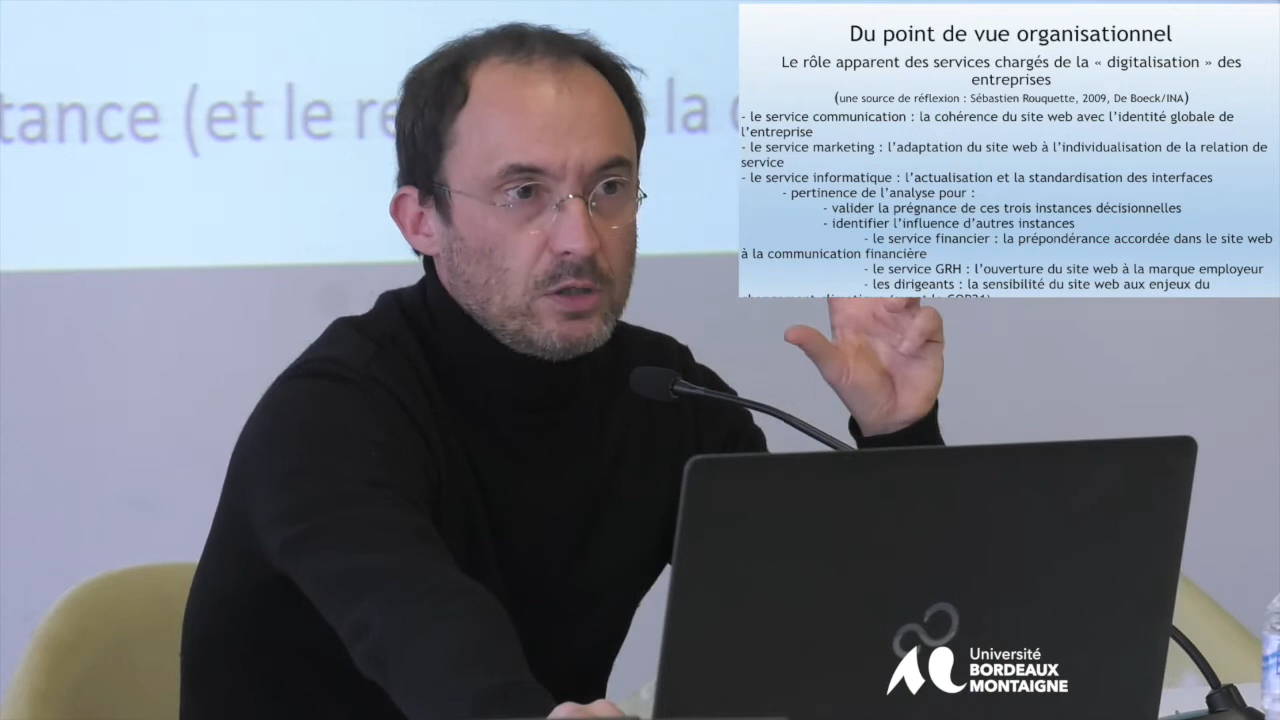 Du point de vue organisationnel
Le rôle apparent des services chargés de la « digitalisation » des
entreprises
(une source de réflexion : Sébastien Rouquette, 2009, De Boeck/INA)
- le service communication : la cohérence du site web avec l'identité globale de
l'entreprise
- le service marketing : l'adaptation du site web à l'individualisation de la relation de
service
- le service informatique : l'actualisation et la standardisation des interfaces
- pertinence de l'analyse pour :
- valider la prégnance de ces trois instances décisionnelles
- identifier l'influence d'autres instances
- le service financier : la prépondérance accordée dans le site web
à la communication financière
- le service GRH : l'ouverture du site web à la marque employeur
- les dirigeants : la sensibilité du site web aux enjeux du
tance (et le re la
Université
BORDEAUX
MONTAIGNE